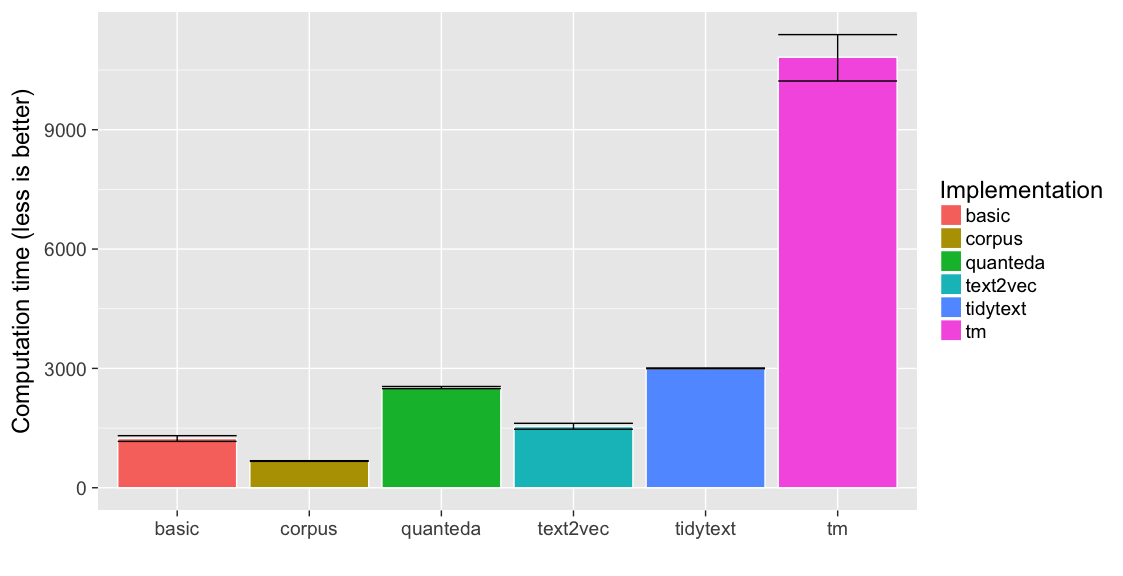 Computation time (less is better)
9000
6000
3000
0
basic
corpus
quanteda
text2vec
tidytext
tm
Implementation
basic
corpus
quanteda
text2vec
tidytext
tm